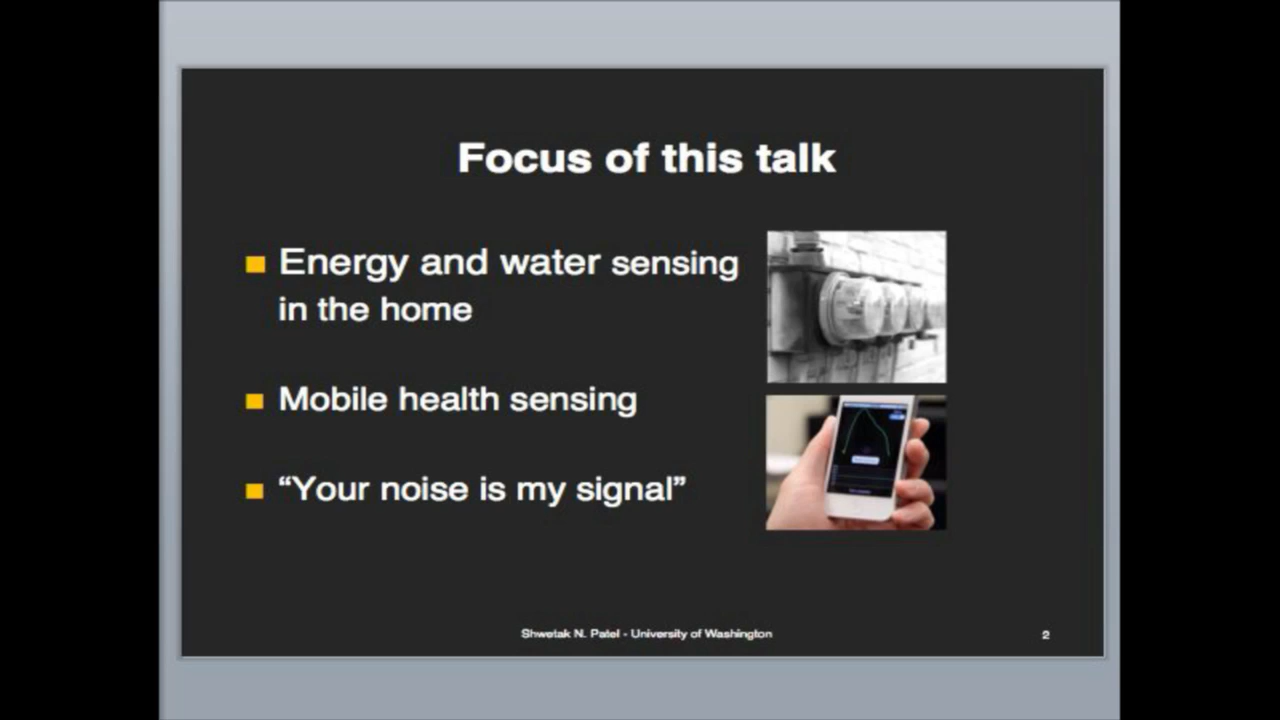 Focus of this talk
Energy and water sensing
in the home
Mobile health sensing
“Your noise is my signal”
Shwetak N. Patel - University of Washington
2